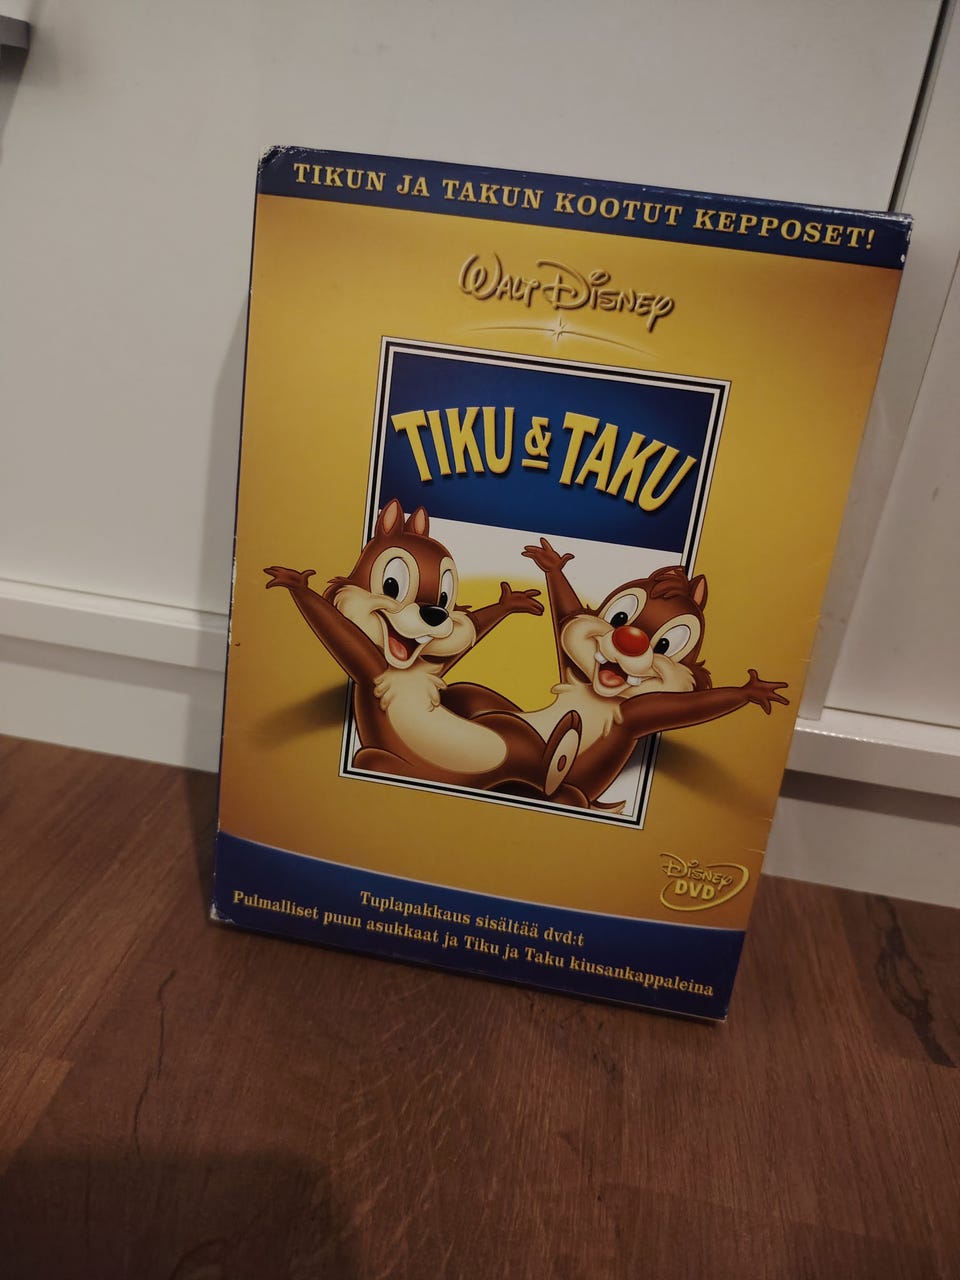 TIKUN JA TAKUN KOOTUT KEPPOSET!
WALT DISNEY
TIKU & TAKU
DISNEY
DVD
Tuplapakkaus sisältää dvd:t
Pulmalliset puun asukkaat ja Tiku ja Taku kiusankappaleina